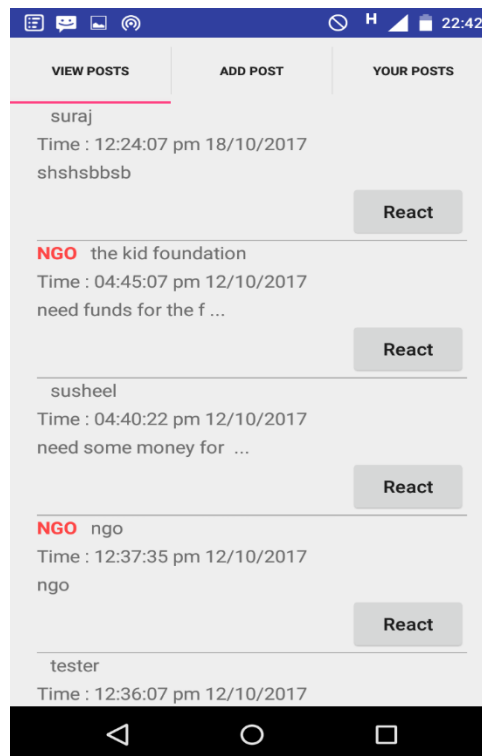 H 22:42
VIEW POSTS ADD POST YOUR POSTS
suraj
Time : 12:24:07 pm 18/10/2017
shshsbbsb
React
NGO the kid foundation
Time : 04:45:07 pm 12/10/2017
need funds for the f ...
React
susheel
Time : 04:40:22 pm 12/10/2017
need some money for ...
React
NGO ngo
Time : 12:37:35 pm 12/10/2017
ngo
React
tester
Time : 12:36:07 pm 12/10/2017